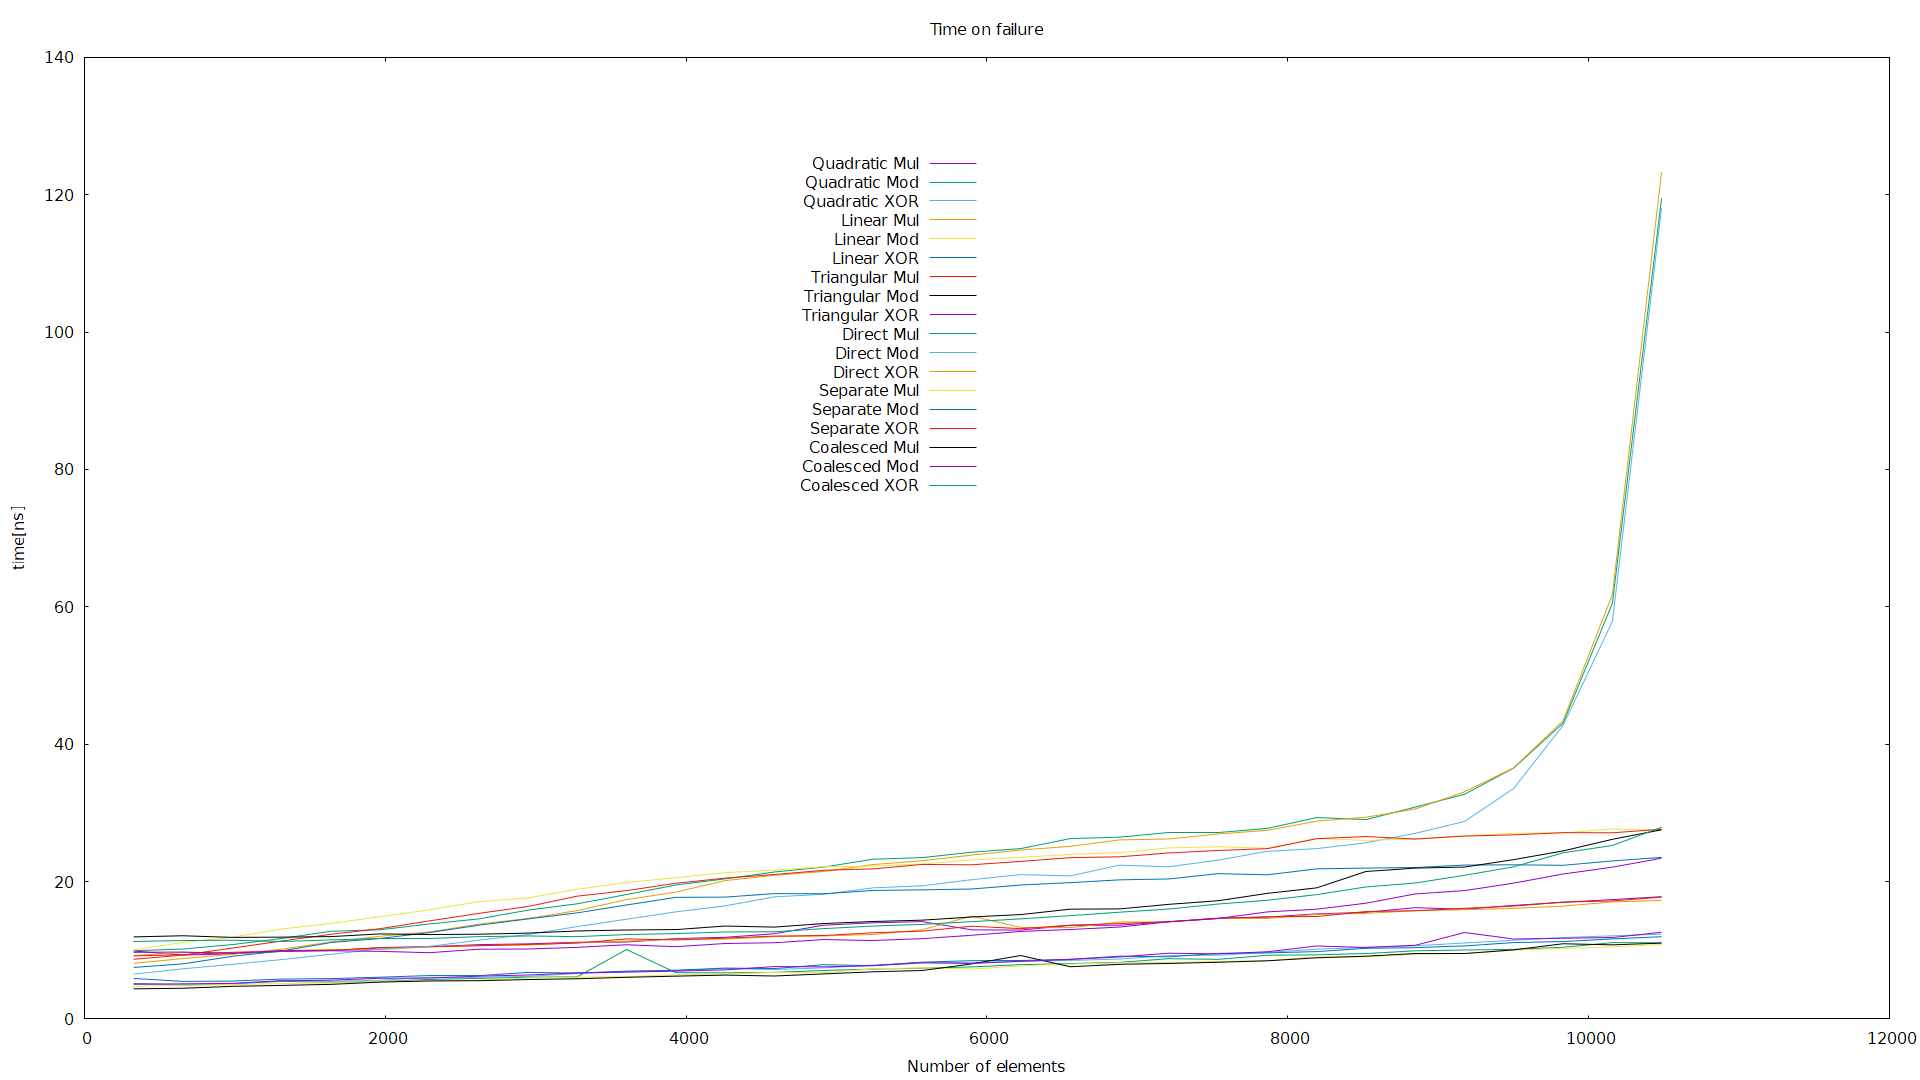 Time on failure
140
120
100
80
60
40
20
0
time[ns]
Quadratic Mul
Quadratic Mod
Quadratic XOR
Linear Mul
Linear Mod
Linear XOR
Triangular Mul
Triangular Mod
Triangular XOR
Direct Mul
Direct Mod
Direct XOR
Separate Mul
Separate Mod
Separate XOR
Coalesced Mul
Coalesced Mod
Coalesced XOR
0 2000 4000 6000 8000 10000 12000
Number of elements